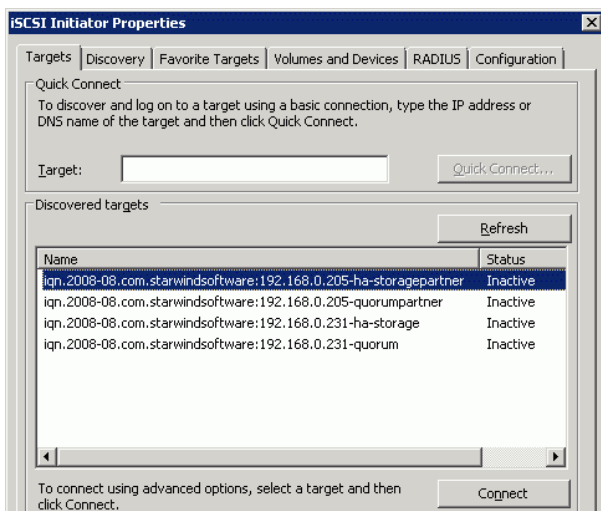 iSCSI Initiator Properties
Targets Discovery Favorite Targets Volumes and Devices RADIUS Configuration
Quick Connect
To discover and log on to a target using a basic connection, type the IP address or
DNS name of the target and then click Quick Connect.
Target: Quick Connect...
Discovered targets
Refresh
Name Status
iqn.2008-08.com.starwindsoftware:192.168.0.205-ha-storagepartner Inactive
iqn.2008-08.com.starwindsoftware:192.168.0.205-quorumpartner Inactive
iqn.2008-08.com.starwindsoftware:192.168.0.231-ha-storage Inactive
iqn.2008-08.com.starwindsoftware:192.168.0.231-quorum Inactive
To connect using advanced options, select a target and then
click Connect. Connect